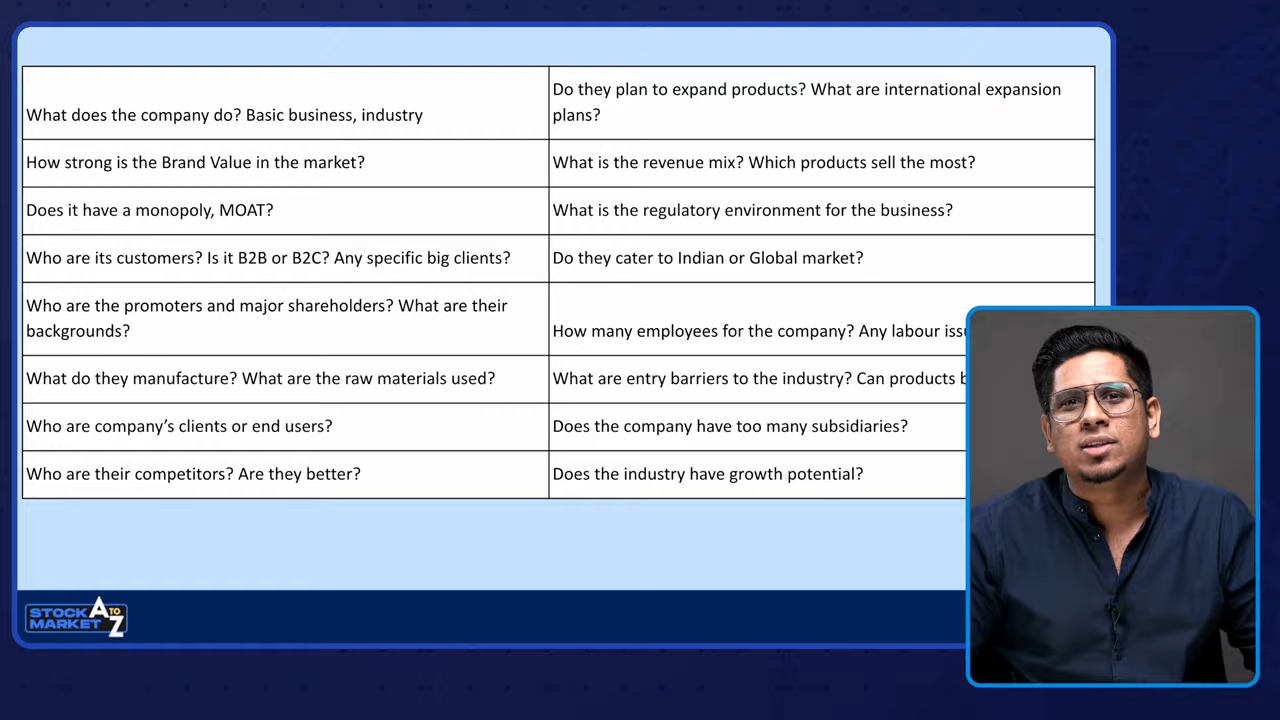 What does the company do? Basic business, industry
Do they plan to expand products? What are international expansion
plans?
How strong is the Brand Value in the market?
What is the revenue mix? Which products sell the most?
Does it have a monopoly, MOAT?
What is the regulatory environment for the business?
Who are its customers? Is it B2B or B2C? Any specific big clients?
Do they cater to Indian or Global market?
Who are the promoters and major shareholders? What are their
backgrounds?
How many employees for the company? Any labour
What do they manufacture? What are the raw materials used?
What are entry barriers to the industry? Can products
Who are company’s clients or end users?
Does the company have too many subsidiaries?
Who are their competitors? Are they better?
Does the industry have growth potential?
STOCK A TO
MARKET Z